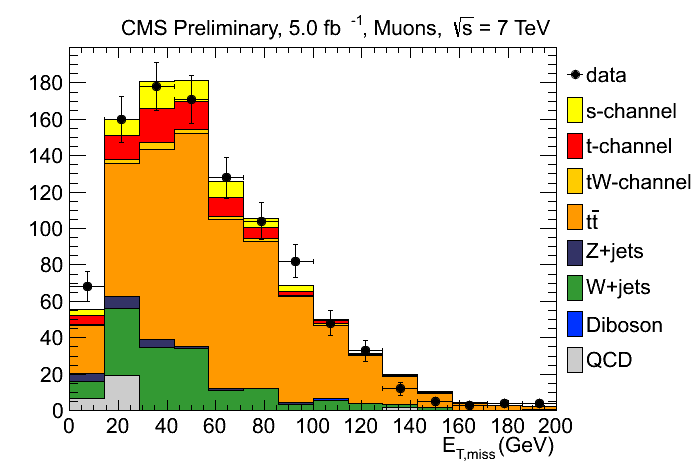 CMS Preliminary, 5.0 fb -1, Muons, √s = 7 TeV
180
160
140
120
100
80
60
40
20
0
0 20 40 60 80 100 120 140 160 180 200
ET,miss (GeV)
data
s-channel
t-channel
tW-channel
tt̄
Z+jets
W+jets
Diboson
QCD